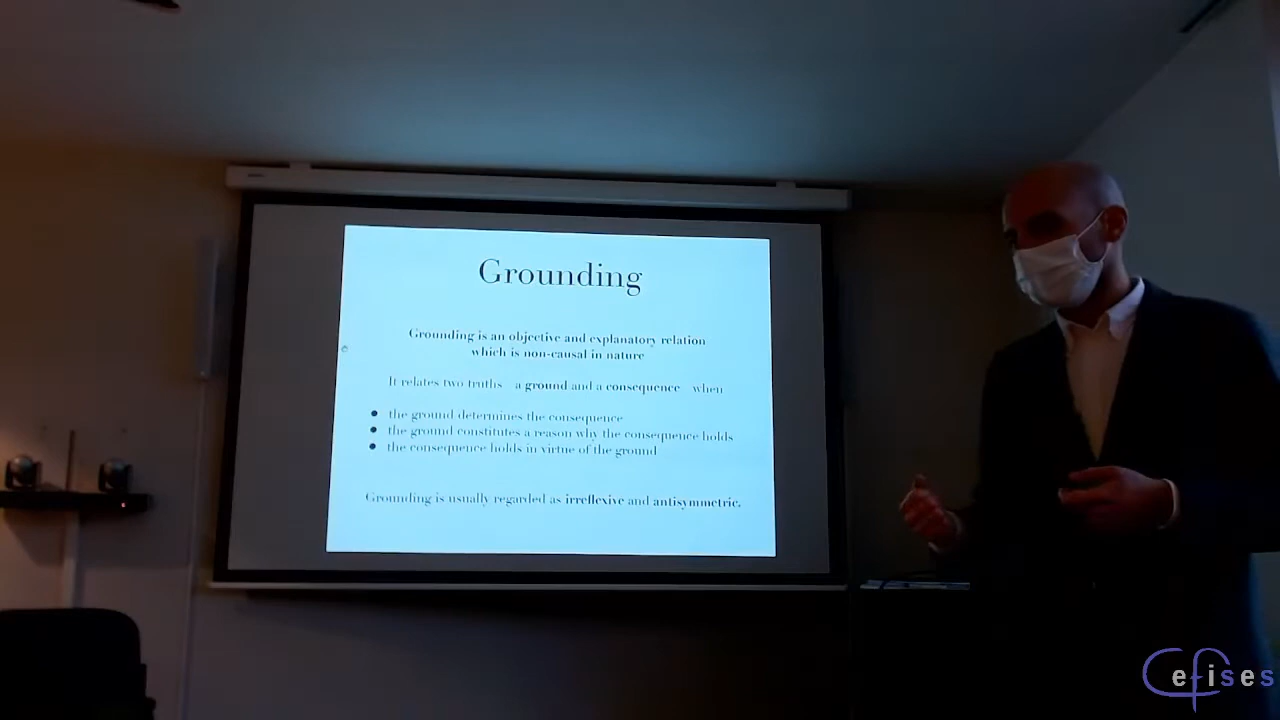 Grounding
Grounding is an objective and explanatory relation
which is non-causal in nature
It relates two truths a ground and a consequence when
● the ground determines the consequence
● the ground constitutes a reason why the consequence holds
● the consequence holds in virtue of the ground
Grounding is usually regarded as irreflexive and antisymmetric.
Cefises